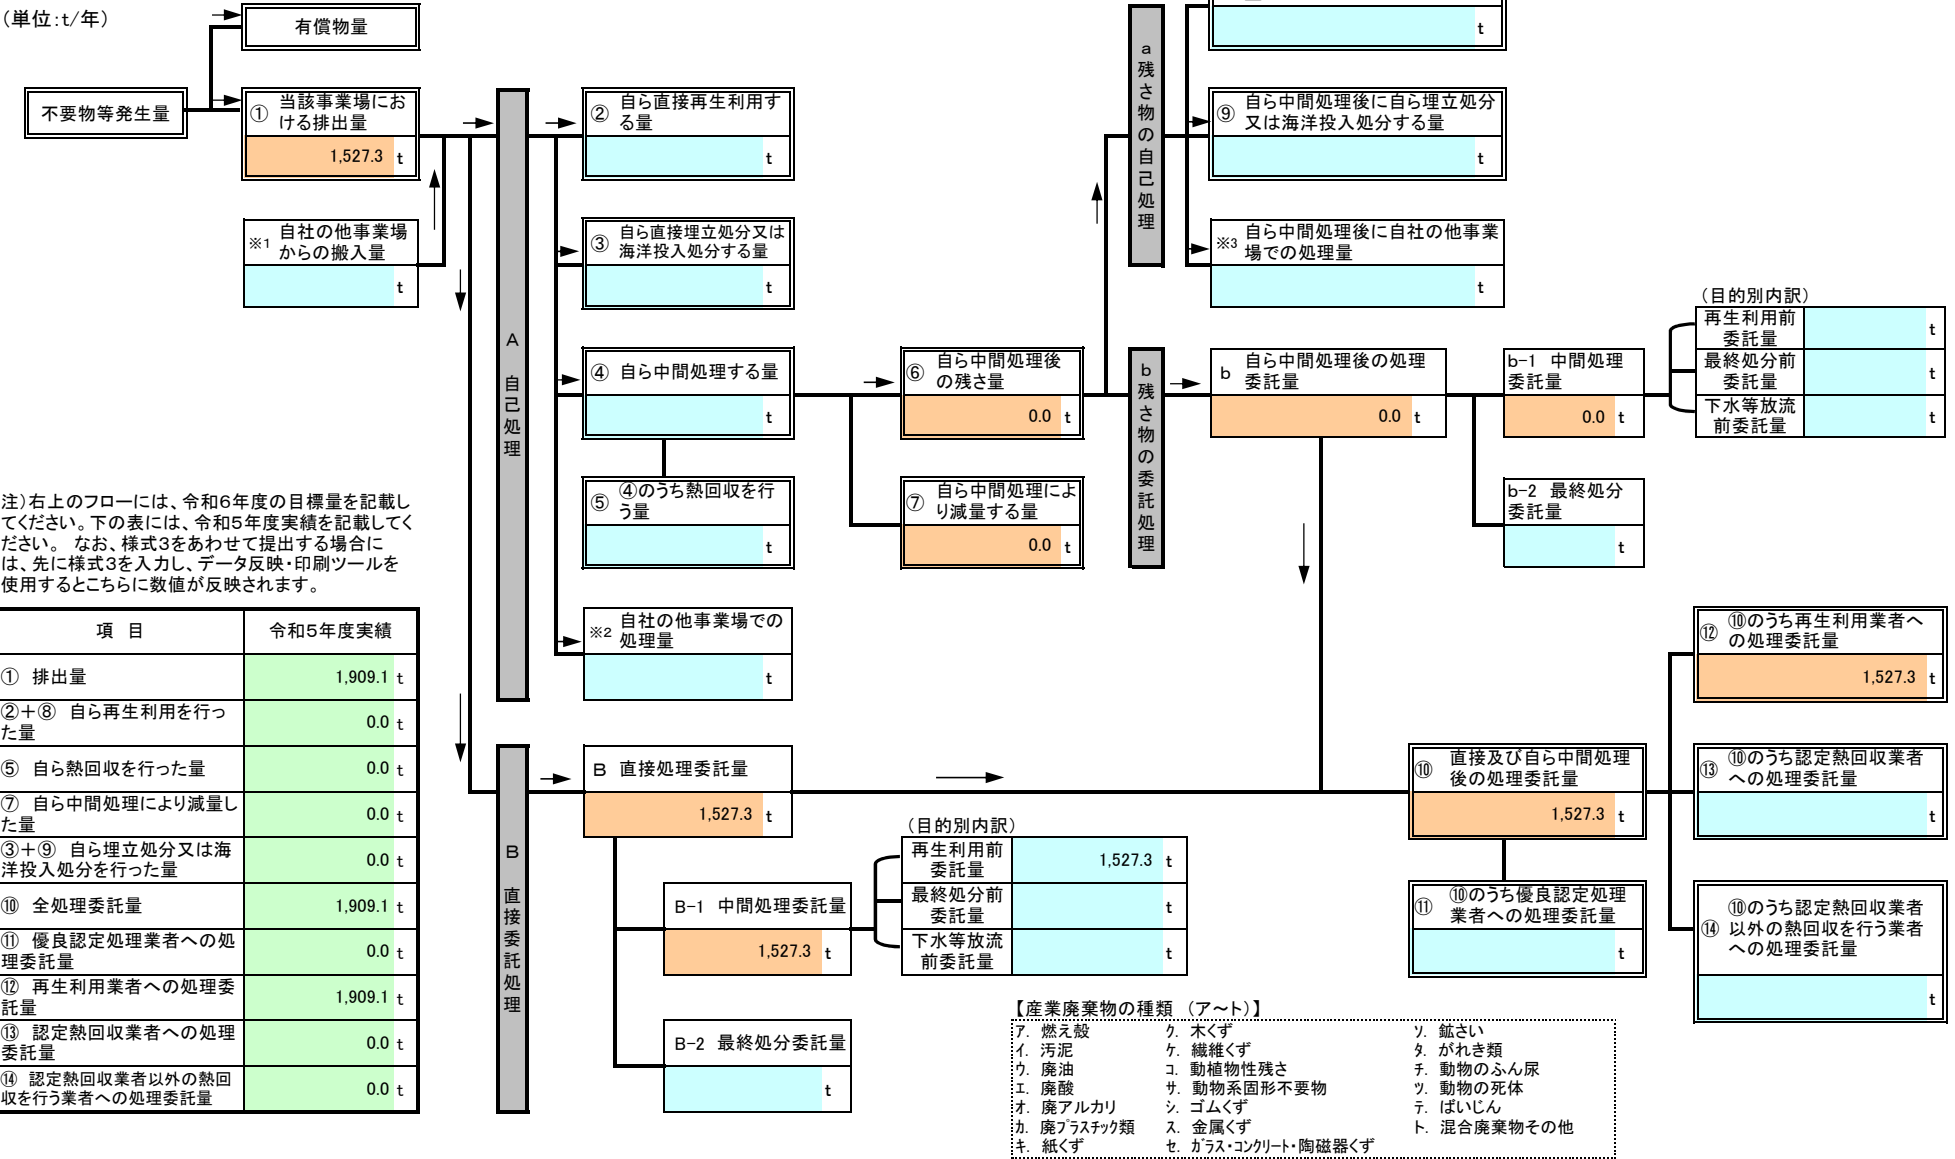 (単位:t/年)
有償物量
不要物等発生量
① 当該事業場にお
ける排出量
1,527.3 t
※1 自社の他事業場
からの搬入量
t
A 自己処理
② 自ら直接再生利用す
る量
t
③ 自ら直接埋立処分又は
海洋投入処分する量
t
④ 自ら中間処理する量
t
⑤ ④のうち熱回収を行
う量
t
※2 自社の他事業場での
処理量
t
⑥ 自ら中間処理後
の残さ量
0.0 t
⑦ 自ら中間処理によ
り減量する量
0.0 t
a残さ物の自己処理
t
⑨ 自ら中間処理後に自ら埋立処分
又は海洋投入処分する量
t
※3 自ら中間処理後に自社の他事業
場での処理量
t
b残さ物の委託処理
b 自ら中間処理後の処理
委託量
0.0 t
b-1 中間処理
委託量
0.0 t
(目的別内訳)
再生利用前
委託量 t
最終処分前
委託量 t
下水等放流
前委託量 t
b-2 最終処分
委託量
t
注)右上のフローには、令和6年度の目標量を記載し
てください。下の表には、令和5年度実績を記載してく
ださい。 なお、様式3をあわせて提出する場合に
は、先に様式3を入力し、データ反映・印刷ツールを
使用するとこちらに数値が反映されます。
項 目 令和5年度実績
① 排出量 1,909.1 t
②+⑧ 自ら再生利用を行っ
た量 0.0 t
⑤ 自ら熱回収を行った量 0.0 t
⑦ 自ら中間処理により減量し
た量 0.0 t
③+⑨ 自ら埋立処分又は海
洋投入処分を行った量 0.0 t
⑩ 全処理委託量 1,909.1 t
⑪ 優良認定処理業者への処
理委託量 0.0 t
⑫ 再生利用業者への処理委
託量 1,909.1 t
⑬ 認定熱回収業者への処理
委託量 0.0 t
⑭ 認定熱回収業者以外の熱回
収を行う業者への処理委託量 0.0 t
B 直接委託処理
B 直接処理委託量
1,527.3 t
B-1 中間処理委託量
1,527.3 t
(目的別内訳)
再生利用前
委託量 1,527.3 t
最終処分前
委託量 t
下水等放流
前委託量 t
B-2 最終処分委託量
t
⑩ 直接及び自ら中間処理
後の処理委託量
1,527.3 t
⑪ ⑩のうち優良認定処理
業者への処理委託量
t
⑫ ⑩のうち再生利用業者へ
の処理委託量
1,527.3 t
⑬ ⑩のうち認定熱回収業者
への処理委託量
t
⑭ ⑩のうち認定熱回収業者
以外の熱回収を行う業者
への処理委託量
t
【産業廃棄物の種類 (ア~ト)】
ア. 燃え殻 ク. 木くず ソ. 鉱さい
イ. 汚泥 ケ. 繊維くず タ. がれき類
ウ. 廃油 コ. 動植物性残さ チ. 動物のふん尿
エ. 廃酸 サ. 動物系固形不要物 ツ. 動物の死体
オ. 廃アルカリ シ. ゴムくず テ. ばいじん
カ. 廃プラスチック類 ス. 金属くず ト. 混合廃棄物その他
キ. 紙くず セ. ガラス・コンクリート・陶磁器くず